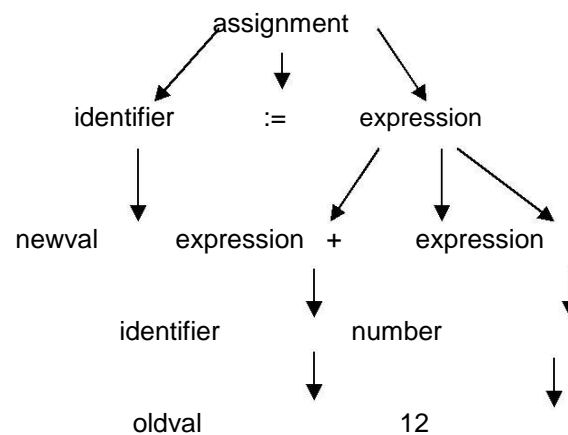 assignment
identifier := expression
newval expression + expression
identifier number
oldval 12